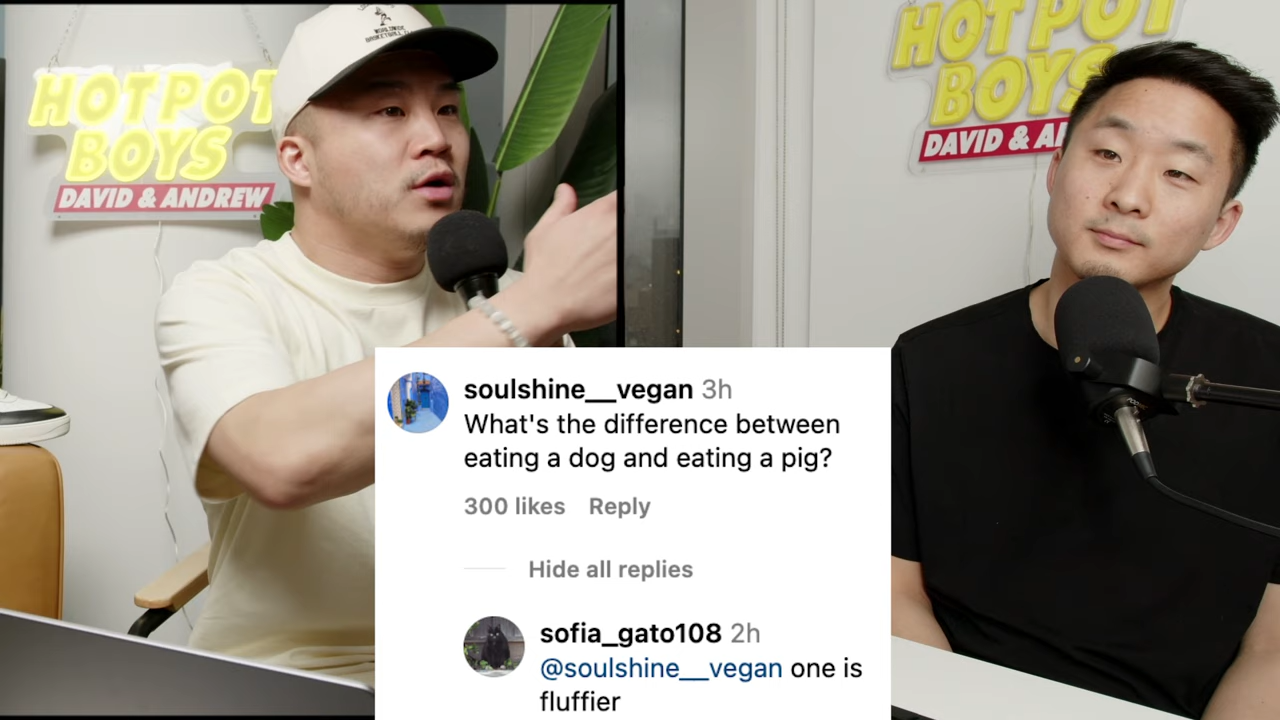 WORLDWIDE
HOT POT
BOYS
DAVID & ANDREW
HOT POT
BOYS
DAVID & A
soulshine__vegan 3h
What's the difference between
eating a dog and eating a pig?
300 likes Reply
Hide all replies
sofia_gato108 2h
@soulshine__vegan one is
fluffier